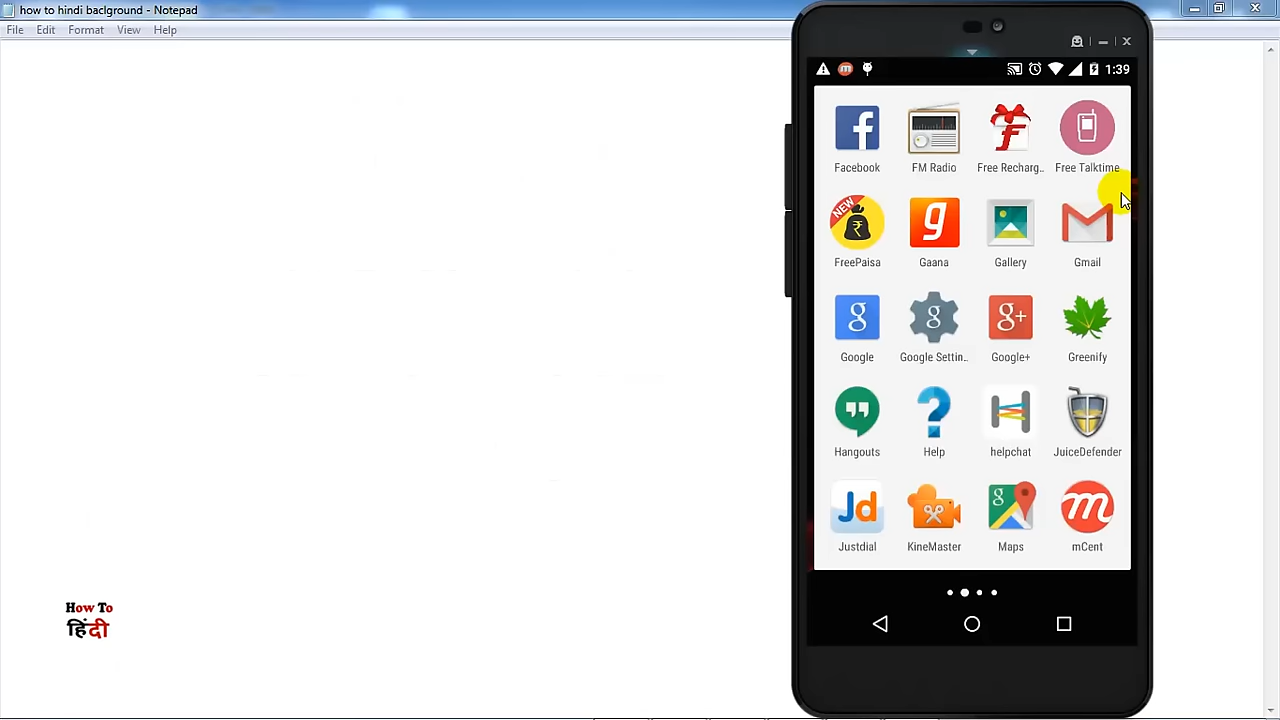 how to hindi baclground - Notepad
File Edit Format View Help
1:39
Facebook FM Radio Free Recharg.. Free Talktime
NEW
FreePaisa Gaana Gallery Gmail
Google Google Settin.. Google+ Greenify
Hangouts Help helpchat JuiceDefender
Jd
Justdial KineMaster Maps mCent
How To
हिंदी